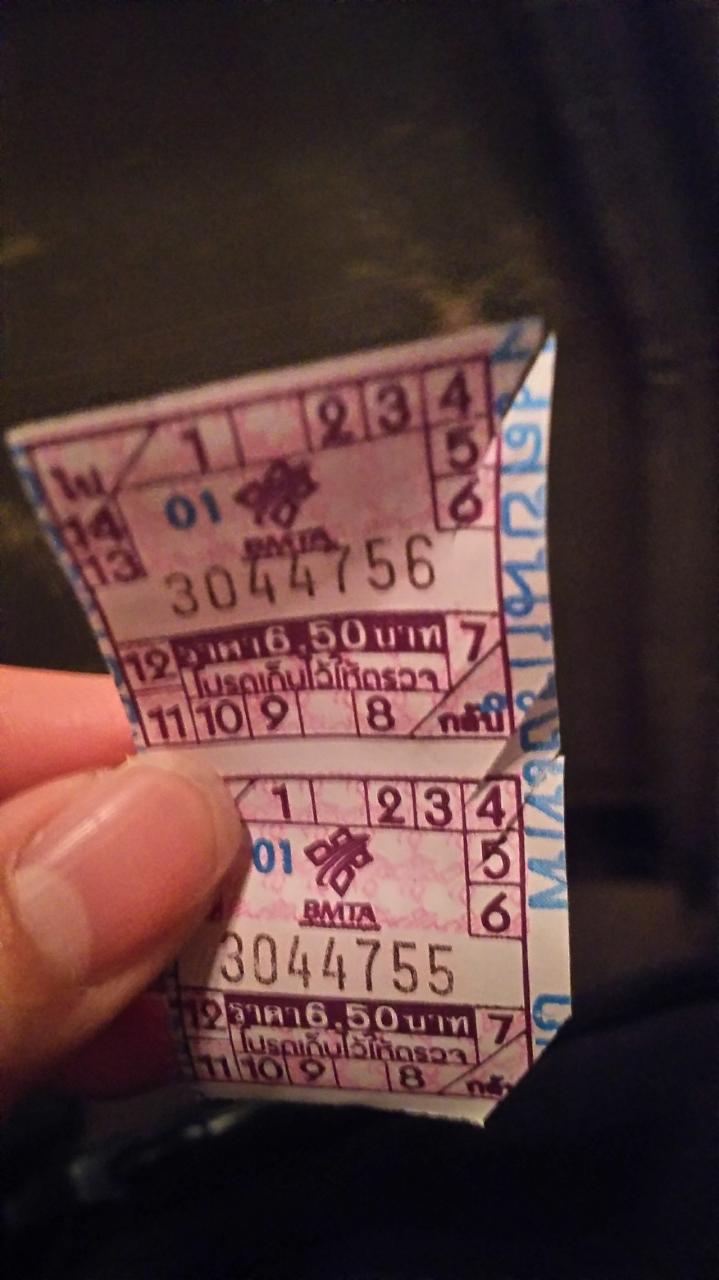 1 2 3 4
ไป 5
14 01 6
13 BMTA
3044756
12 ราคา 6.50 บาท 7
โปรดเก็บไว้ให้ตรวจ
11 10 9 8 กลับ
1 2 3 4
01 5
BMTA 6
3044755
12 ราคา 6.50 บาท 7
โปรดเก็บไว้ให้ตรวจ
11 10 9 8